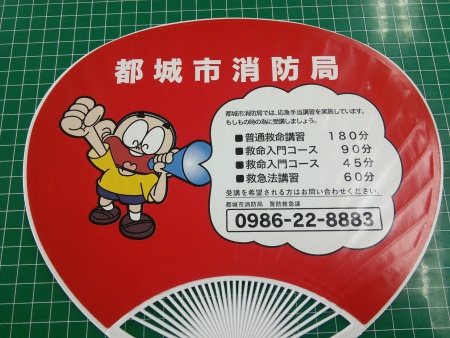 都城市消防局
都城市消防局では、応急手当講習を実施しています。
もしもの時の為に受講しましょう。
■普通救命講習 180分
■救命入門コース 90分
■救命入門コース 45分
■救急法講習 60分
受講を希望される方はお問い合わせください。
都城市消防局 警防救急課
0986-22-8883